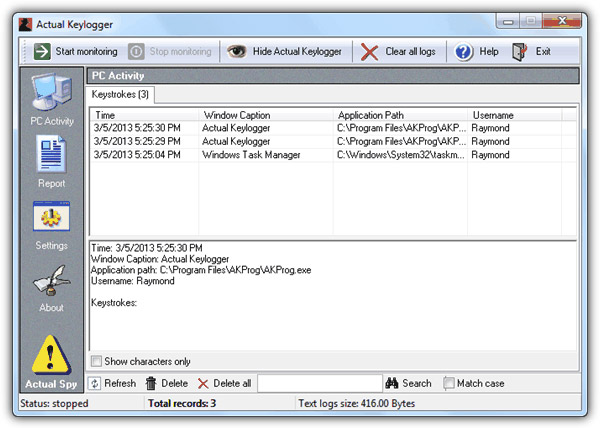 Actual Keylogger
Start monitoring Stop monitoring Hide Actual Keylogger Clear all logs Help Exit
PC Activity
Report
Settings
About
Actual Spy
PC Activity
Keystrokes (3)
Time Window Caption Application Path Username
3/5/2013 5:25:30 PM Actual Keylogger C:\Program Files\AKProg\AKP... Raymond
3/5/2013 5:25:29 PM Actual Keylogger C:\Program Files\AKProg\AKP... Raymond
3/5/2013 5:25:04 PM Windows Task Manager C:\Windows\System32\taskm... Raymond
Time: 3/5/2013 5:25:30 PM
Window Caption: Actual Keylogger
Application path: C:\Program Files\AKProg\AKProg.exe
Username: Raymond
Keystrokes:
Show characters only
Refresh Delete Delete all Search Match case
Status: stopped Total records: 3 Text logs size: 416.00 Bytes